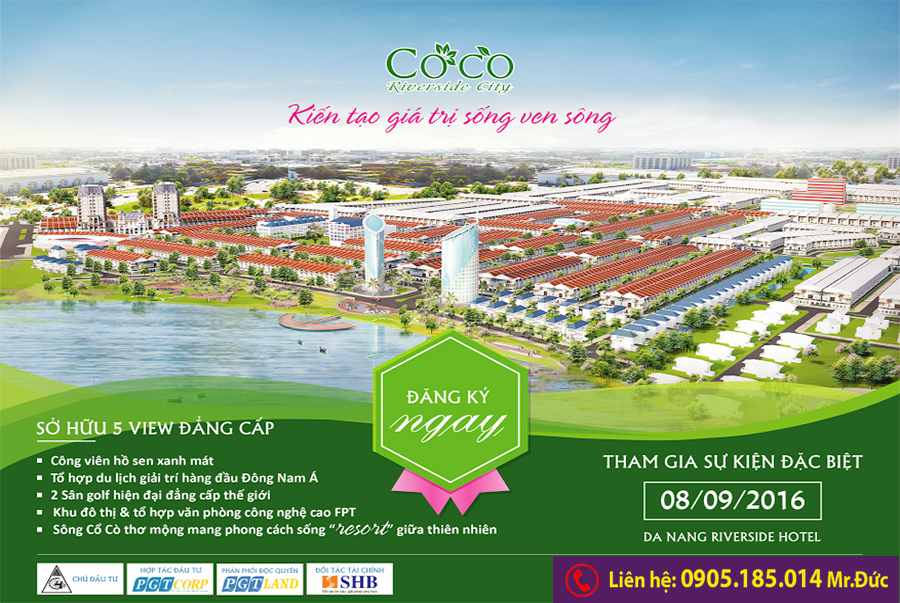 CoCo
Riverside City
Kiến tạo giá trị sống ven sông
ĐĂNG KÝ
ngay
SỞ HỮU 5 VIEW ĐẲNG CẤP
Công viên hồ sen xanh mát
Tổ hợp du lịch giải trí hàng đầu Đông Nam Á
2 Sân golf hiện đại đẳng cấp thế giới
Khu đô thị & tổ hợp văn phòng công nghệ cao FPT
Sông Cổ Cò thơ mộng mang phong cách sống "resort" giữa thiên nhiên
THAM GIA SỰ KIỆN ĐẶC BIỆT
08/09/2016
DA NANG RIVERSIDE HOTEL
CHỦ ĐẦU TƯ
HỢP TÁC ĐẦU TƯ
PGTCORP
PHÂN PHỐI ĐỘC QUYỀN
PGTLAND
ĐỐI TÁC TÀI CHÍNH
SHB
Liên hệ: 0905.185.014 Mr.Đức